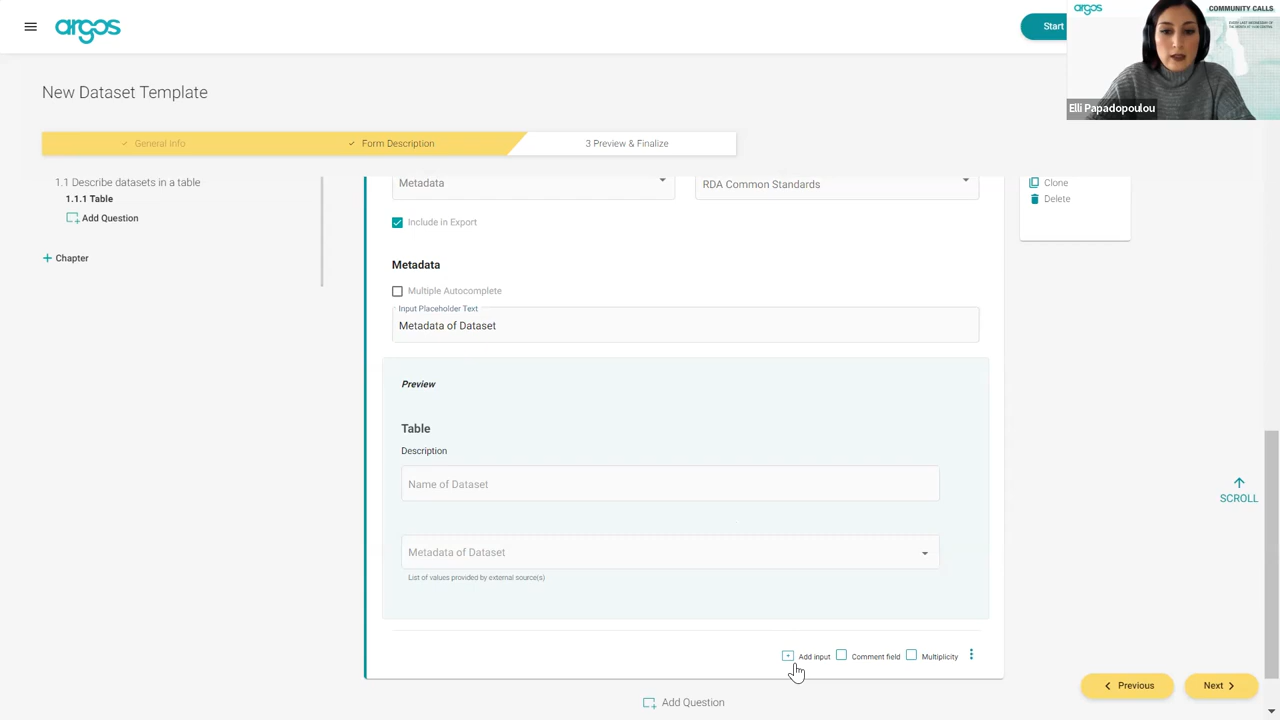 argos
Start
argos
COMMUNITY CALLS
Elli Papadopoulou
New Dataset Template
General Info
Form Description
3 Preview & Finalize
1.1 Describe datasets in a table
1.1.1 Table
Add Question
+ Chapter
Metadata
RDA Common Standards
Clone
Delete
Include in Export
Metadata
Multiple Autocomplete
Input Placeholder Text
Metadata of Dataset
Preview
Table
Description
Name of Dataset
Metadata of Dataset
List of values provided by external source(s)
SCROLL
Add input
Comment field
Multiplicity
Add Question
Previous
Next